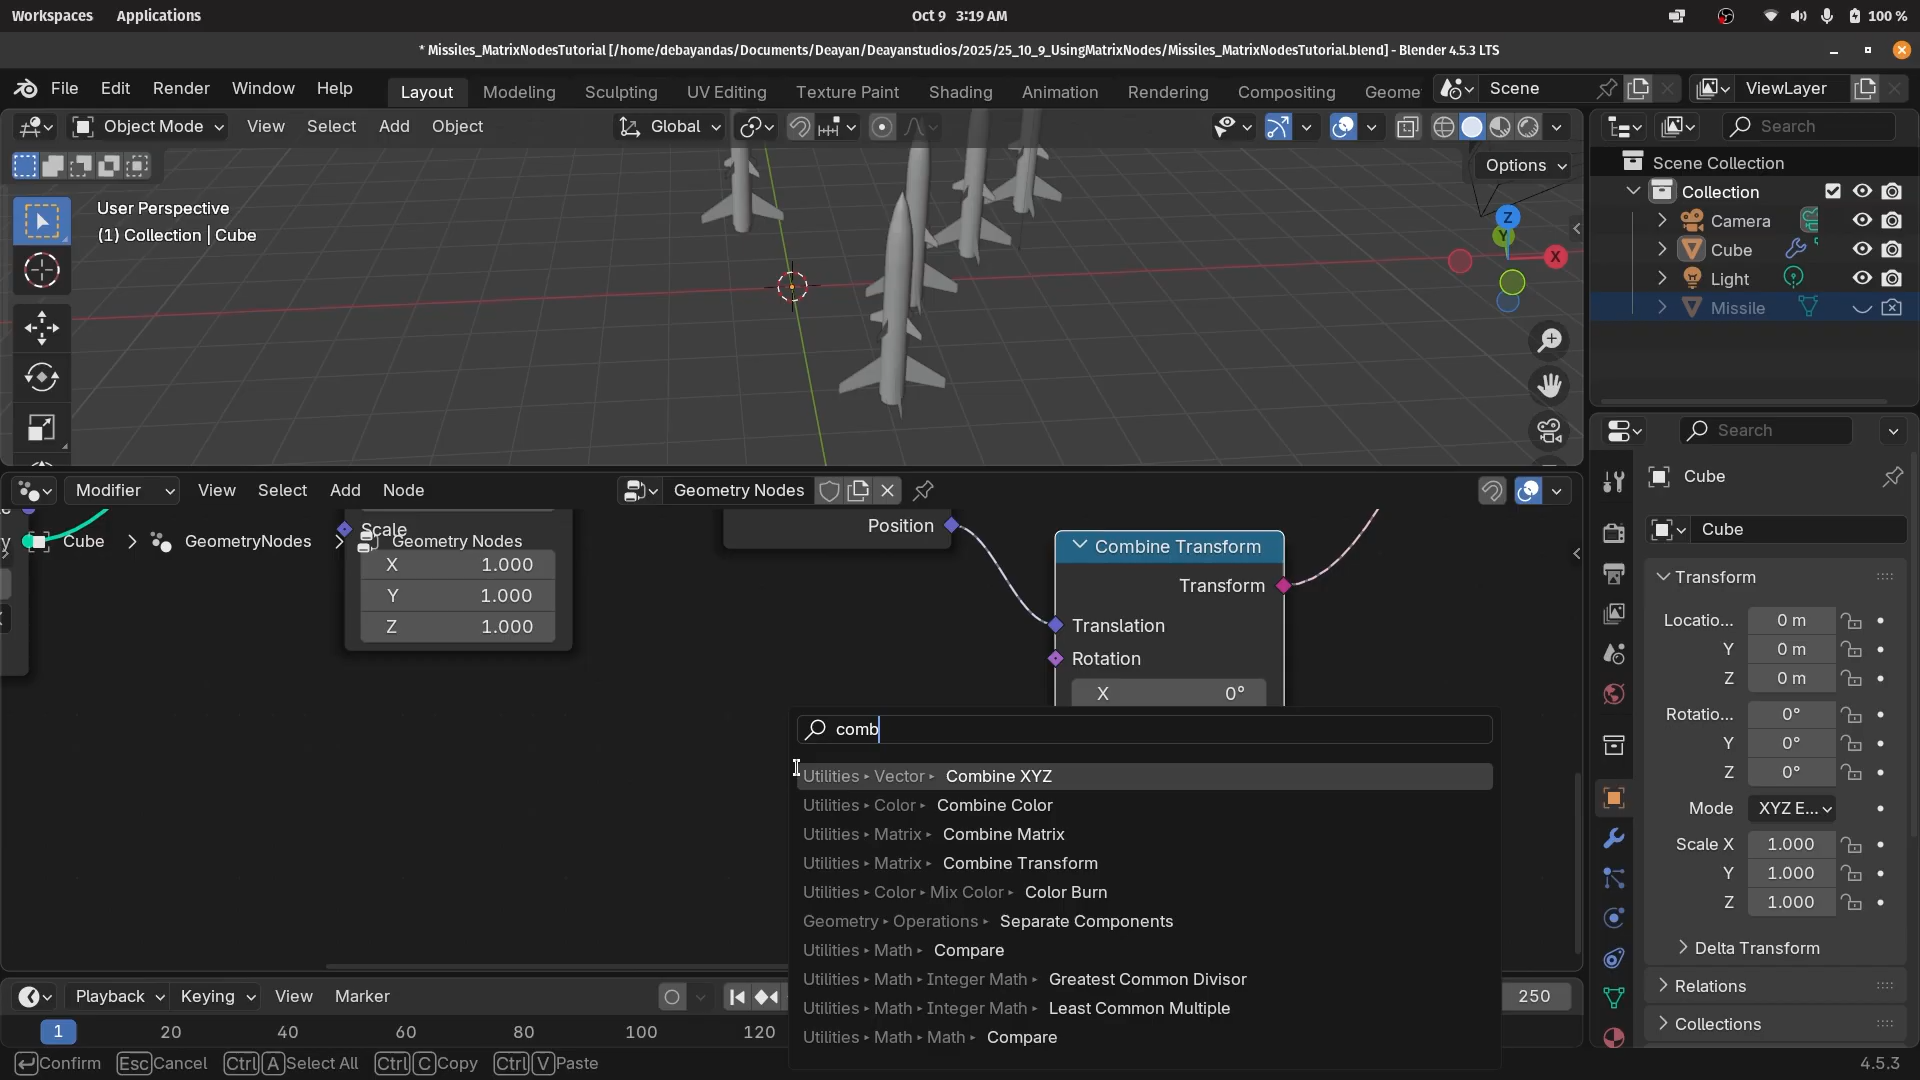 Workspaces Applications Oct 9 3:19 AM 100 %
* Missiles_MatrixNodesTutorial [/home/debayandas/Documents/Deayan/Deayanstudios/2025/25_10_9_UsingMatrixNodes/Missiles_MatrixNodesTutorial.blend] - Blender 4.5.3 LTS
File Edit Render Window Help Layout Modeling Sculpting UV Editing Texture Paint Shading Animation Rendering Compositing Geome Scene ViewLayer
Object Mode View Select Add Object Global Search
Options
Scene Collection
Collection
Camera
Cube
Light
Missile
User Perspective
(1) Collection | Cube
Z
Y
X
Modifier View Select Add Node Geometry Nodes
Cube GeometryNodes Geometry Nodes
Scale
X 1.000
Y 1.000
Z 1.000
Position
Combine Transform
Transform
Translation
Rotation
X 0°
comb
Utilities ▸ Vector ▸ Combine XYZ
Utilities ▸ Color ▸ Combine Color
Utilities ▸ Matrix ▸ Combine Matrix
Utilities ▸ Matrix ▸ Combine Transform
Utilities ▸ Color ▸ Mix Color ▸ Color Burn
Geometry ▸ Operations ▸ Separate Components
Utilities ▸ Math ▸ Compare
Utilities ▸ Math ▸ Integer Math ▸ Greatest Common Divisor
Utilities ▸ Math ▸ Integer Math ▸ Least Common Multiple
Utilities ▸ Math ▸ Math ▸ Compare
Search
Cube
Cube
Transform
Locatio... 0 m
Y 0 m
Z 0 m
Rotatio... 0°
Y 0°
Z 0°
Mode XYZ E...
Scale X 1.000
Y 1.000
Z 1.000
Delta Transform
Relations
Collections
Playback Keying View Marker 250
1 20 40 60 80 100 120
Confirm Esc Cancel Ctrl A Select All Ctrl C Copy Ctrl V Paste 4.5.3